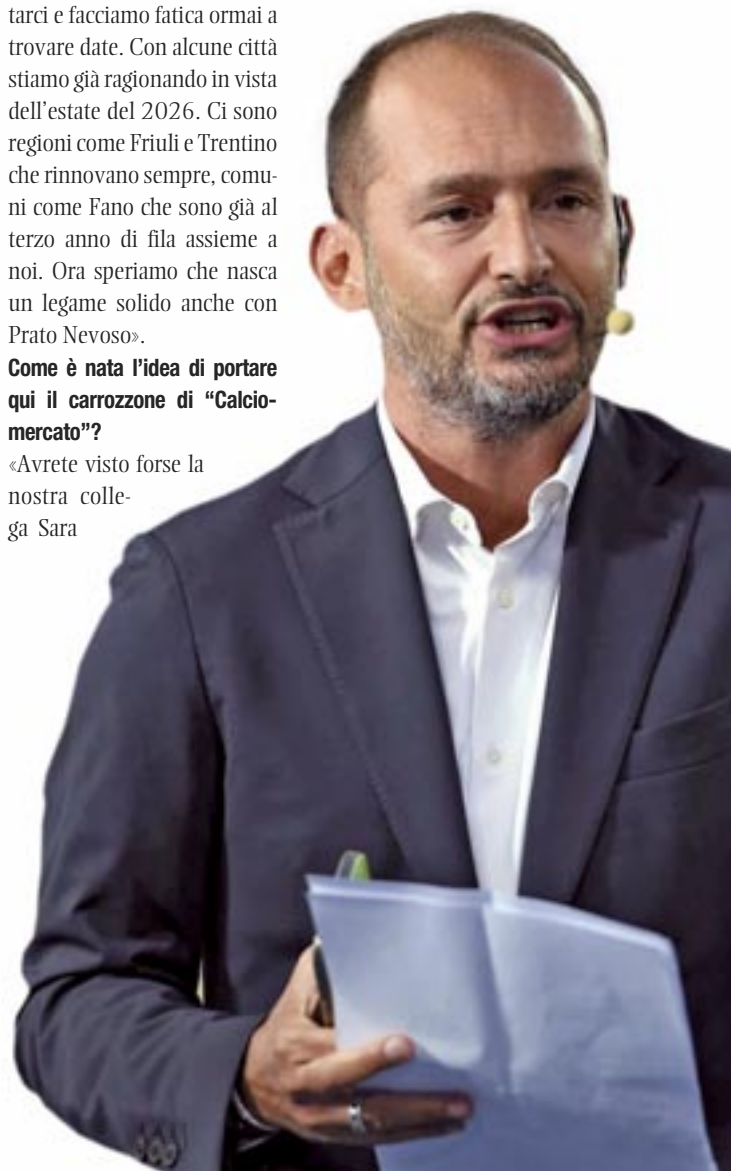 tarci e facciamo fatica ormai a
trovare date. Con alcune città
stiamo già ragionando in vista
dell’estate del 2026. Ci sono
regioni come Friuli e Trentino
che rinnovano sempre, comu-
ni come Fano che sono già al
terzo anno di fila assieme a
noi. Ora speriamo che nasca
un legame solido anche con
Prato Nevoso».
Come è nata l’idea di portare
qui il carrozzone di “Calcio-
mercato”?
«Avrete visto forse la
nostra colle-
ga Sara